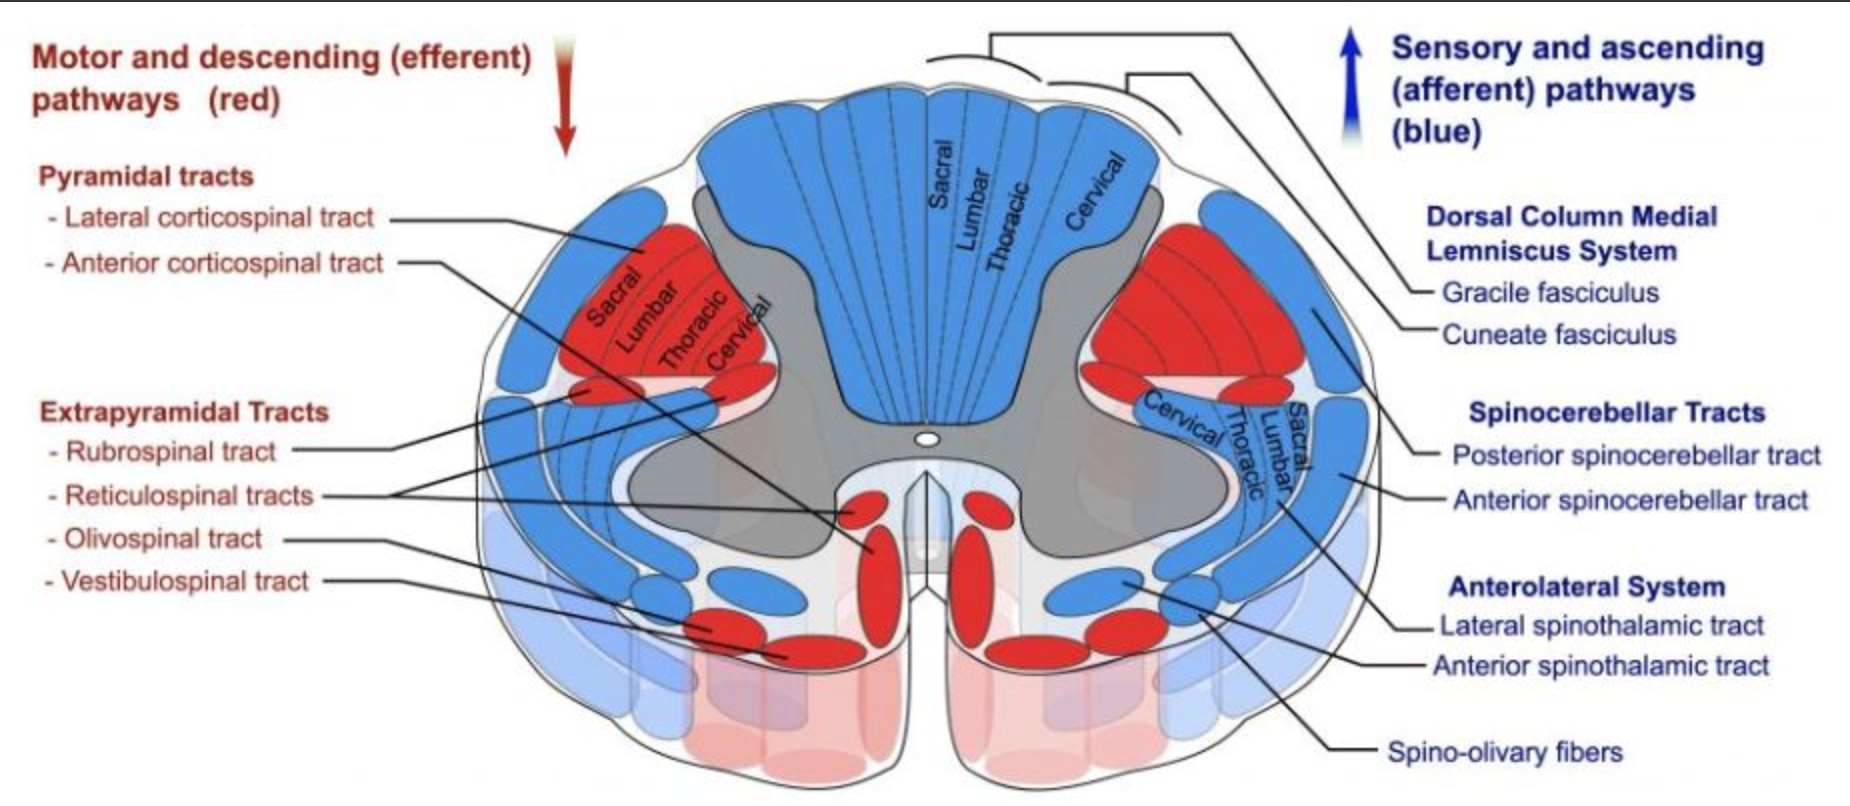 Motor and descending (efferent)
pathways (red)
Pyramidal tracts
- Lateral corticospinal tract
- Anterior corticospinal tract
Extrapyramidal Tracts
- Rubrospinal tract
- Reticulospinal tracts
- Olivospinal tract
- Vestibulospinal tract
Sacral
Lumbar
Thoracic
Cervical
Sacral
Lumbar
Thoracic
Cervical
Cervical
Thoracic
Lumbar
Sacral
Sensory and ascending
(afferent) pathways
(blue)
Dorsal Column Medial
Lemniscus System
Gracile fasciculus
Cuneate fasciculus
Spinocerebellar Tracts
Posterior spinocerebellar tract
Anterior spinocerebellar tract
Anterolateral System
Lateral spinothalamic tract
Anterior spinothalamic tract
Spino-olivary fibers